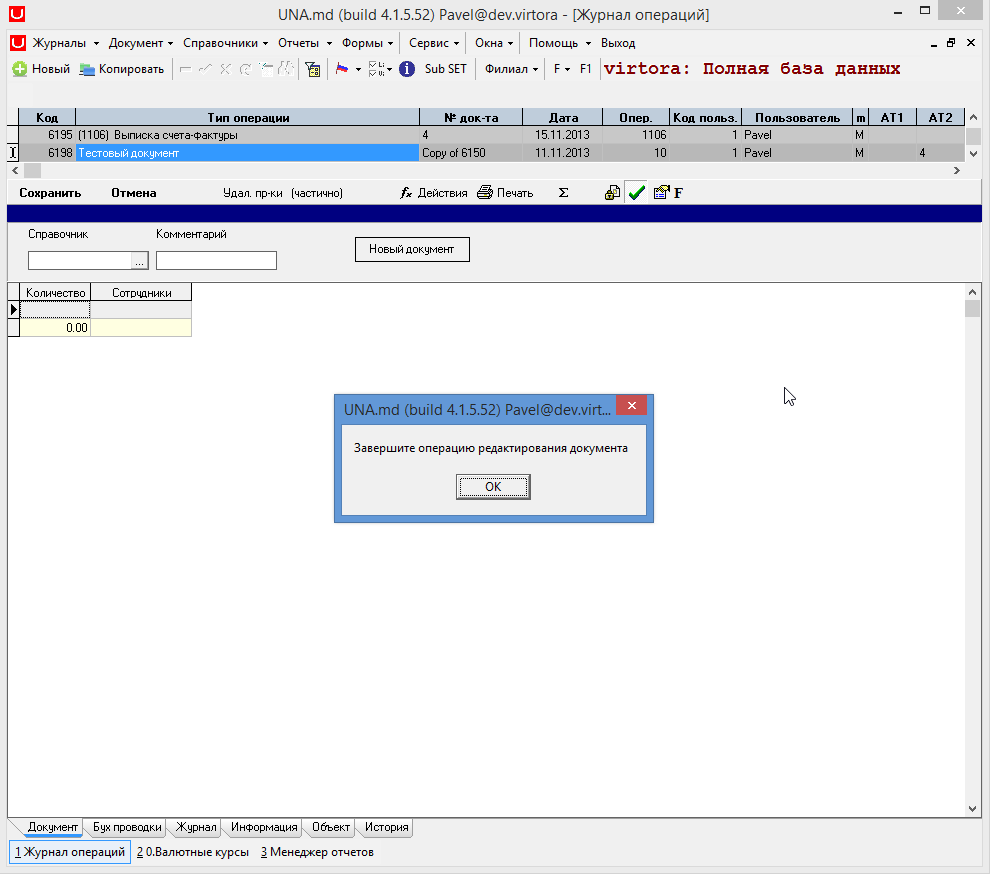 UNA.md (build 4.1.5.52) Pavel@dev.virtora - [Журнал операций]
Журналы Документ Справочники Отчеты Формы Сервис Окна Помощь Выход
Новый Копировать Sub SET Филиал F F1 virtora: Полная база данных
Код Тип операции № док-та Дата Опер. Код польз. Пользователь m АТ1 АТ2
6195 (1106) Выписка счета-фактуры 4 15.11.2013 1106 1 Pavel M
6198 Тестовый документ Copy of 6150 11.11.2013 10 1 Pavel M 4
Сохранить Отмена Удал. пр-ки (частично) fx Действия Печать Σ F
Справочник Комментарий
... Новый документ
Количество Сотрудники
0.00
UNA.md (build 4.1.5.52) Pavel@dev.virt...
Завершите операцию редактирования документа
OK
Документ Бух проводки Журнал Информация Объект История
1 Журнал операций 2 0.Валютные курсы 3 Менеджер отчетов